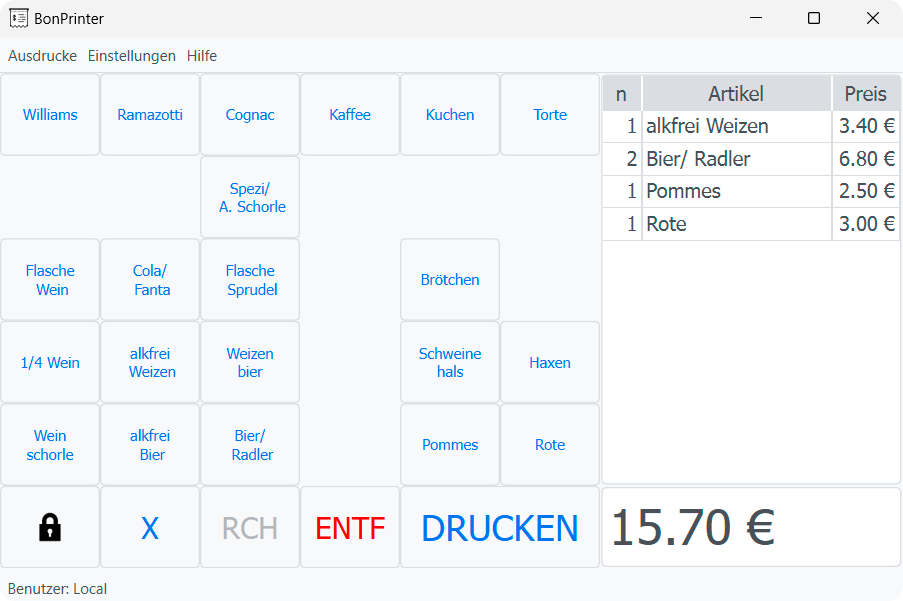 BonPrinter
Ausdrucke Einstellungen Hilfe
Williams Ramazotti Cognac Kaffee Kuchen Torte
Spezi/
A. Schorle
Flasche
Wein
Cola/
Fanta
Flasche
Sprudel
Brötchen
1/4 Wein
alkfrei
Weizen
Weizen
bier
Schweine
hals
Haxen
Wein
schorle
alkfrei
Bier
Bier/
Radler
Pommes
Rote
X RCH ENTF DRUCKEN
n Artikel Preis
1 alkfrei Weizen 3.40 €
2 Bier/ Radler 6.80 €
1 Pommes 2.50 €
1 Rote 3.00 €
15.70 €
Benutzer: Local